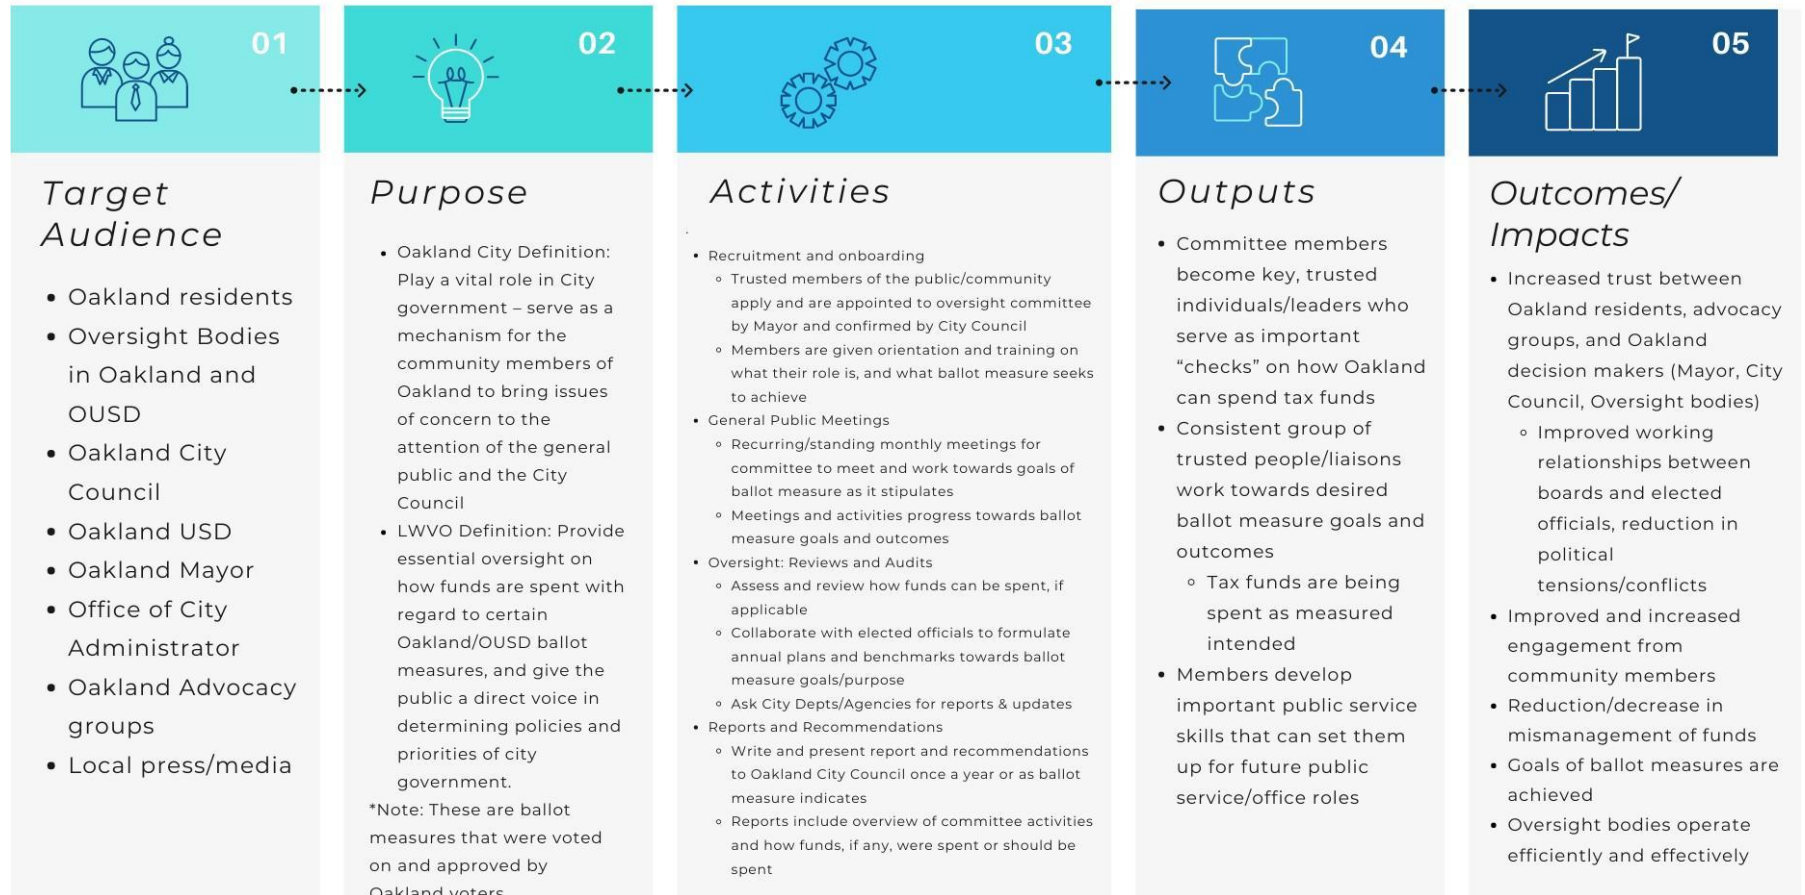 01
Target
Audience
• Oakland residents
• Oversight Bodies
in Oakland and
OUSD
• Oakland City
Council
• Oakland USD
• Oakland Mayor
• Office of City
Administrator
• Oakland Advocacy
groups
• Local press/media
02
Purpose
• Oakland City Definition:
Play a vital role in City
government – serve as a
mechanism for the
community members of
Oakland to bring issues
of concern to the
attention of the general
public and the City
Council
• LWVO Definition: Provide
essential oversight on
how funds are spent with
regard to certain
Oakland/OUSD ballot
measures, and give the
public a direct voice in
determining policies and
priorities of city
government.
*Note: These are ballot
measures that were voted
on and approved by
Oakland voters
03
Activities
.
• Recruitment and onboarding
◦ Trusted members of the public/community
apply and are appointed to oversight committee
by Mayor and confirmed by City Council
◦ Members are given orientation and training on
what their role is, and what ballot measure seeks
to achieve
• General Public Meetings
◦ Recurring/standing monthly meetings for
committee to meet and work towards goals of
ballot measure as it stipulates
◦ Meetings and activities progress towards ballot
measure goals and outcomes
• Oversight: Reviews and Audits
◦ Assess and review how funds can be spent, if
applicable
◦ Collaborate with elected officials to formulate
annual plans and benchmarks towards ballot
measure goals/purpose
◦ Ask City Depts/Agencies for reports & updates
• Reports and Recommendations
◦ Write and present report and recommendations
to Oakland City Council once a year or as ballot
measure indicates
◦ Reports include overview of committee activities
and how funds, if any, were spent or should be
spent
04
Outputs
• Committee members
become key, trusted
individuals/leaders who
serve as important
“checks” on how Oakland
can spend tax funds
• Consistent group of
trusted people/liaisons
work towards desired
ballot measure goals and
outcomes
◦ Tax funds are being
spent as measured
intended
• Members develop
important public service
skills that can set them
up for future public
service/office roles
05
Outcomes/
Impacts
• Increased trust between
Oakland residents, advocacy
groups, and Oakland
decision makers (Mayor, City
Council, Oversight bodies)
◦ Improved working
relationships between
boards and elected
officials, reduction in
political
tensions/conflicts
• Improved and increased
engagement from
community members
• Reduction/decrease in
mismanagement of funds
• Goals of ballot measures are
achieved
• Oversight bodies operate
efficiently and effectively